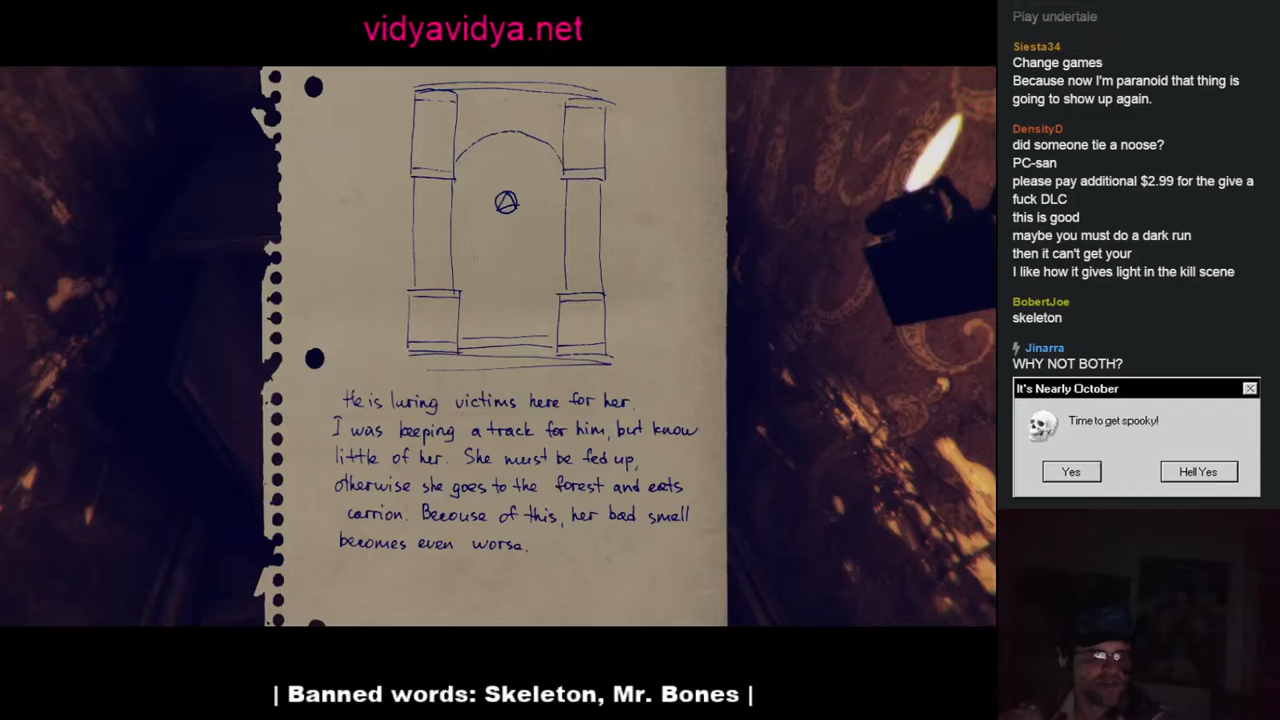 vidyavidya.net
He is luring victims here for her.
I was keeping a track for him, but know
little of her. She must be fed up,
otherwise she goes to the forest and eats
carrion. Because of this, her bad smell
becomes even worse.
| Banned words: Skeleton, Mr. Bones |
Play undertale
Siesta34
Change games
Because now I'm paranoid that thing is
going to show up again.
DensityD
did someone tie a noose?
PC-san
please pay additional $2.99 for the give a
fuck DLC
this is good
maybe you must do a dark run
then it can't get your
I like how it gives light in the kill scene
BobertJoe
skeleton
Jinarra
WHY NOT BOTH?
It's Nearly October
Time to get spooky!
Yes
Hell Yes